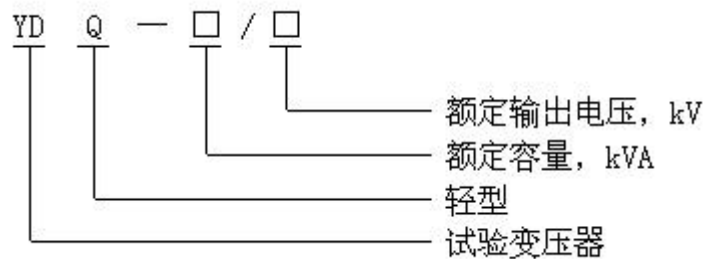 YD Q — □ / □
额定输出电压，kV
额定容量，kVA
轻型
试验变压器